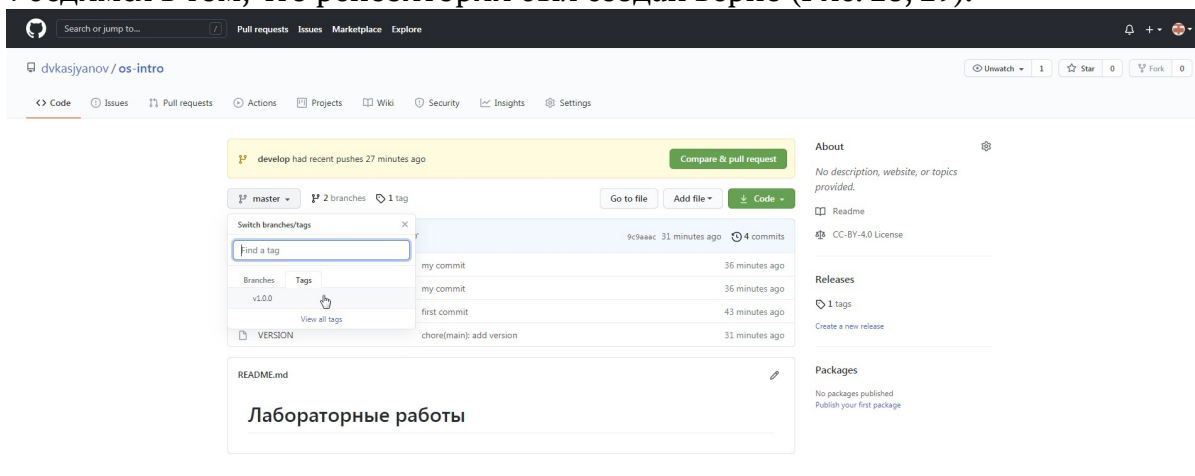 был создан верно (Рис. 28, 29).
Search or jump to... / Pull requests Issues Marketplace Explore
dvkasjyanov / os-intro Unwatch 1 Star 0 Fork 0
Code Issues Pull requests Actions Projects Wiki Security Insights Settings
develop had recent pushes 27 minutes ago Compare & pull request
master 2 branches 1 tag Go to file Add file Code
Switch branches/tags
9c9aaac 31 minutes ago 4 commits
Find a tag
my commit 36 minutes ago
Branches Tags
my commit 36 minutes ago
v1.0.0
first commit 43 minutes ago
View all tags
VERSION chore(main): add version 31 minutes ago
README.md
Лабораторные работы
About
No description, website, or topics
provided.
Readme
CC-BY-4.0 License
Releases
1 tags
Create a new release
Packages
No packages published
Publish your first package